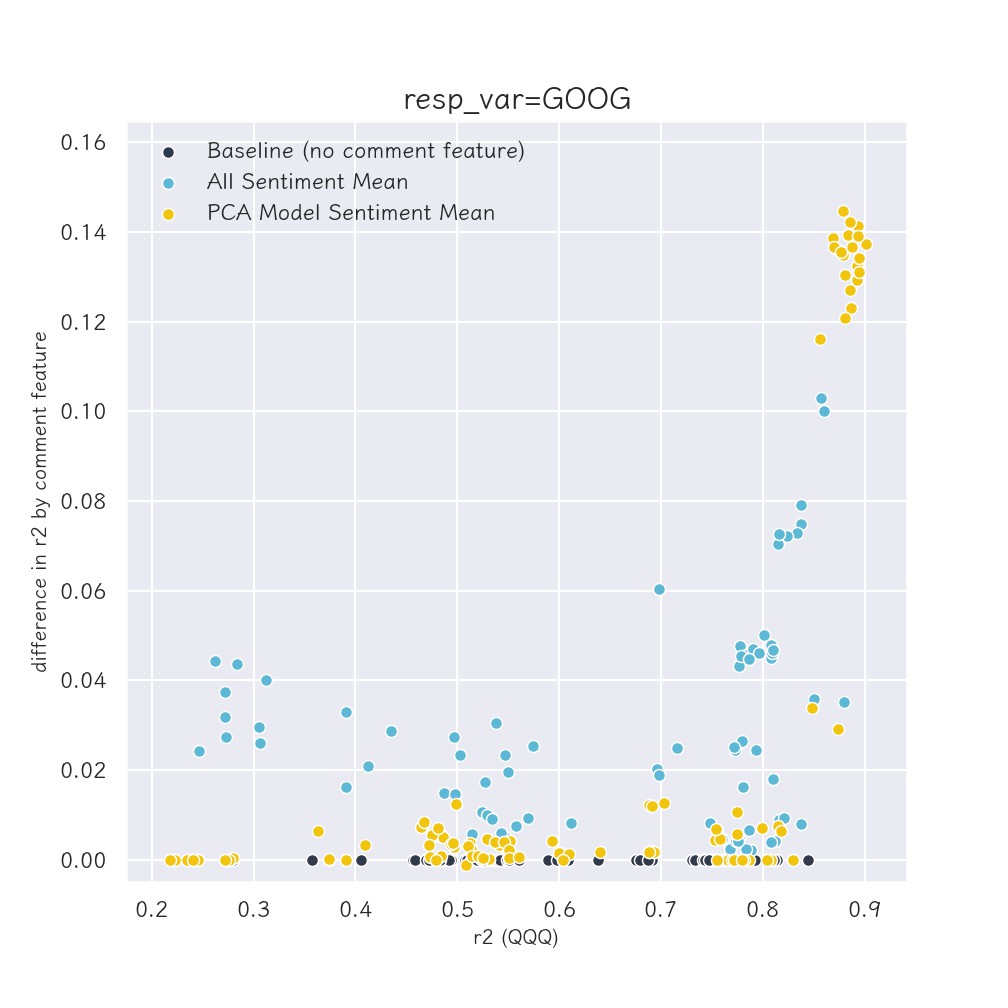 resp_var=GOOG
Baseline (no comment feature)
All Sentiment Mean
PCA Model Sentiment Mean
difference in r2 by comment feature
0.16
0.14
0.12
0.10
0.08
0.06
0.04
0.02
0.00
0.2 0.3 0.4 0.5 0.6 0.7 0.8 0.9
r2 (QQQ)